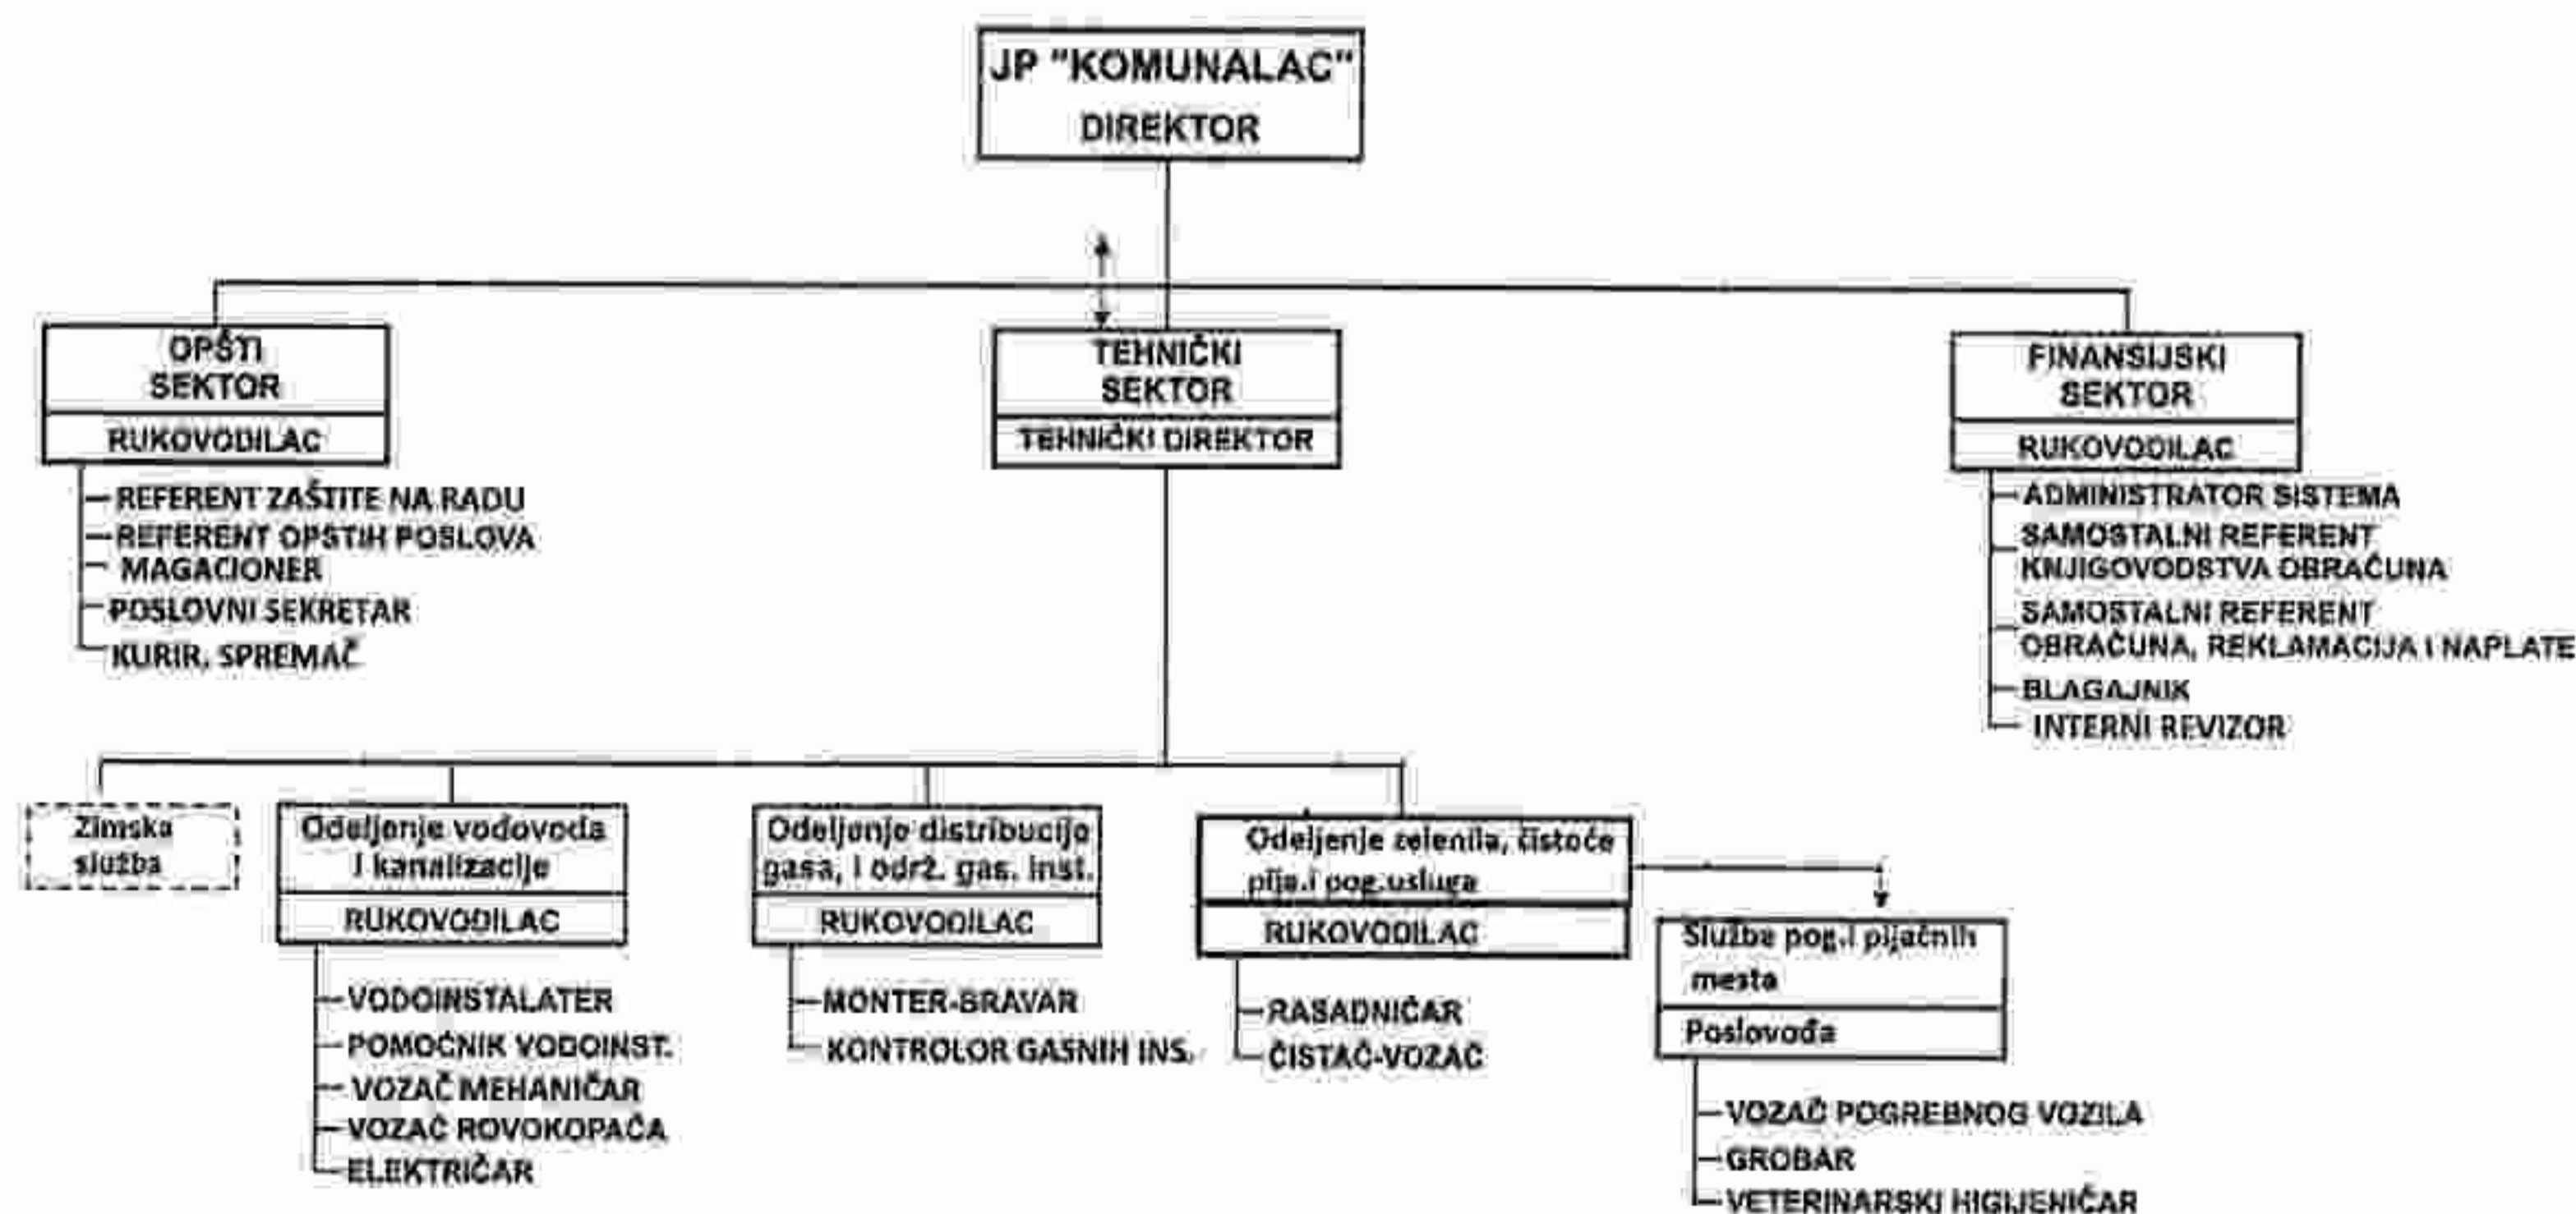 JP "KOMUNALAC"
DIREKTOR
OPŠTI
SEKTOR
RUKOVODILAC
REFERENT ZAŠTITE NA RADU
REFERENT OPŠTIH POSLOVA
MAGACIONER
POSLOVNI SEKRETAR
KURIR, SPREMAČ
TEHNIČKI
SEKTOR
TEHNIČKI DIREKTOR
FINANSIJSKI
SEKTOR
RUKOVODILAC
ADMINISTRATOR SISTEMA
SAMOSTALNI REFERENT
KNJIGOVODSTVA OBRAČUNA
SAMOSTALNI REFERENT
OBRAČUNA, REKLAMACIJA I NAPLATE
BLAGAJNIK
INTERNI REVIZOR
Zimska
služba
Odeljenje vodovoda
i kanalizacije
RUKOVODILAC
VODOINSTALATER
POMOĆNIK VODOINST.
VOZAČ MEHANIČAR
VOZAČ ROVOKOPAČA
ELEKTRIČAR
Odeljenje distribucije
gasa, i održ. gas. inst.
RUKOVODILAC
MONTER-BRAVAR
KONTROLOR GASNIH INS.
Odeljenje zelenila, čistoće
pija.i pog.usluga
RUKOVODILAC
RASADNIČAR
ČISTAČ-VOZAČ
Služba pog.i pijačnih
mesta
Poslovođa
VOZAČ POGREBNOG VOZILA
GROBAR
VETERINARSKI HIGIJENIČAR